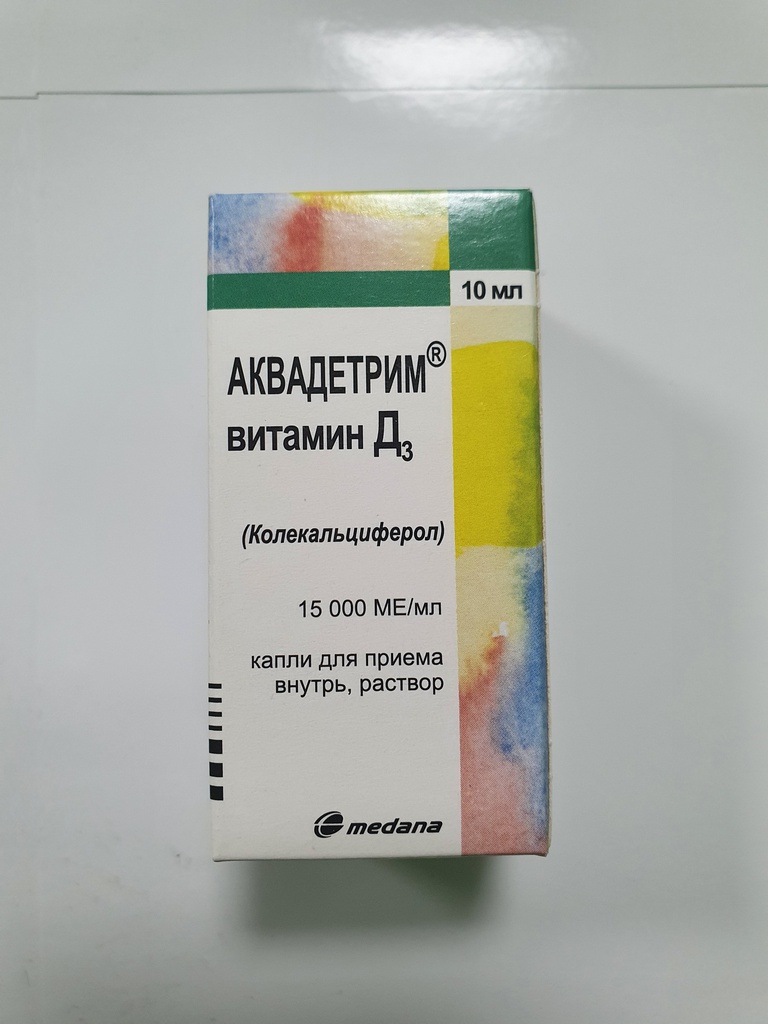 10 мл
АКВАДЕТРИМ®
витамин Д₃
(Колекальциферол)
15 000 МЕ/мл
капли для приема
внутрь, раствор
medana